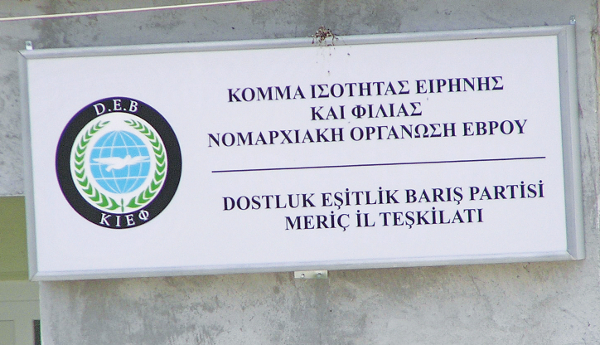 D.E.B
ΚΙΕΦ
ΚΟΜΜΑ ΙΣΟΤΗΤΑΣ ΕΙΡΗΝΗΣ
ΚΑΙ ΦΙΛΙΑΣ
ΝΟΜΑΡΧΙΑΚΗ ΟΡΓΑΝΩΣΗ ΕΒΡΟΥ
DOSTLUK EŞİTLİK BARIŞ PARTİSİ
MERİÇ İL TEŞKİLATI